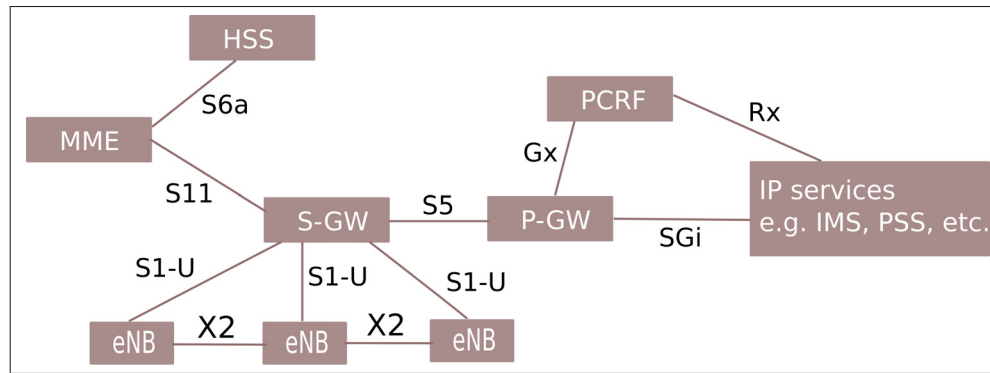 HSS
S6a
PCRF
Rx
MME
Gx
IP services
e.g. IMS, PSS, etc.
S11
S5
S-GW
P-GW
SGi
S1-U
S1-U
S1-U
X2
X2
eNB
eNB
eNB